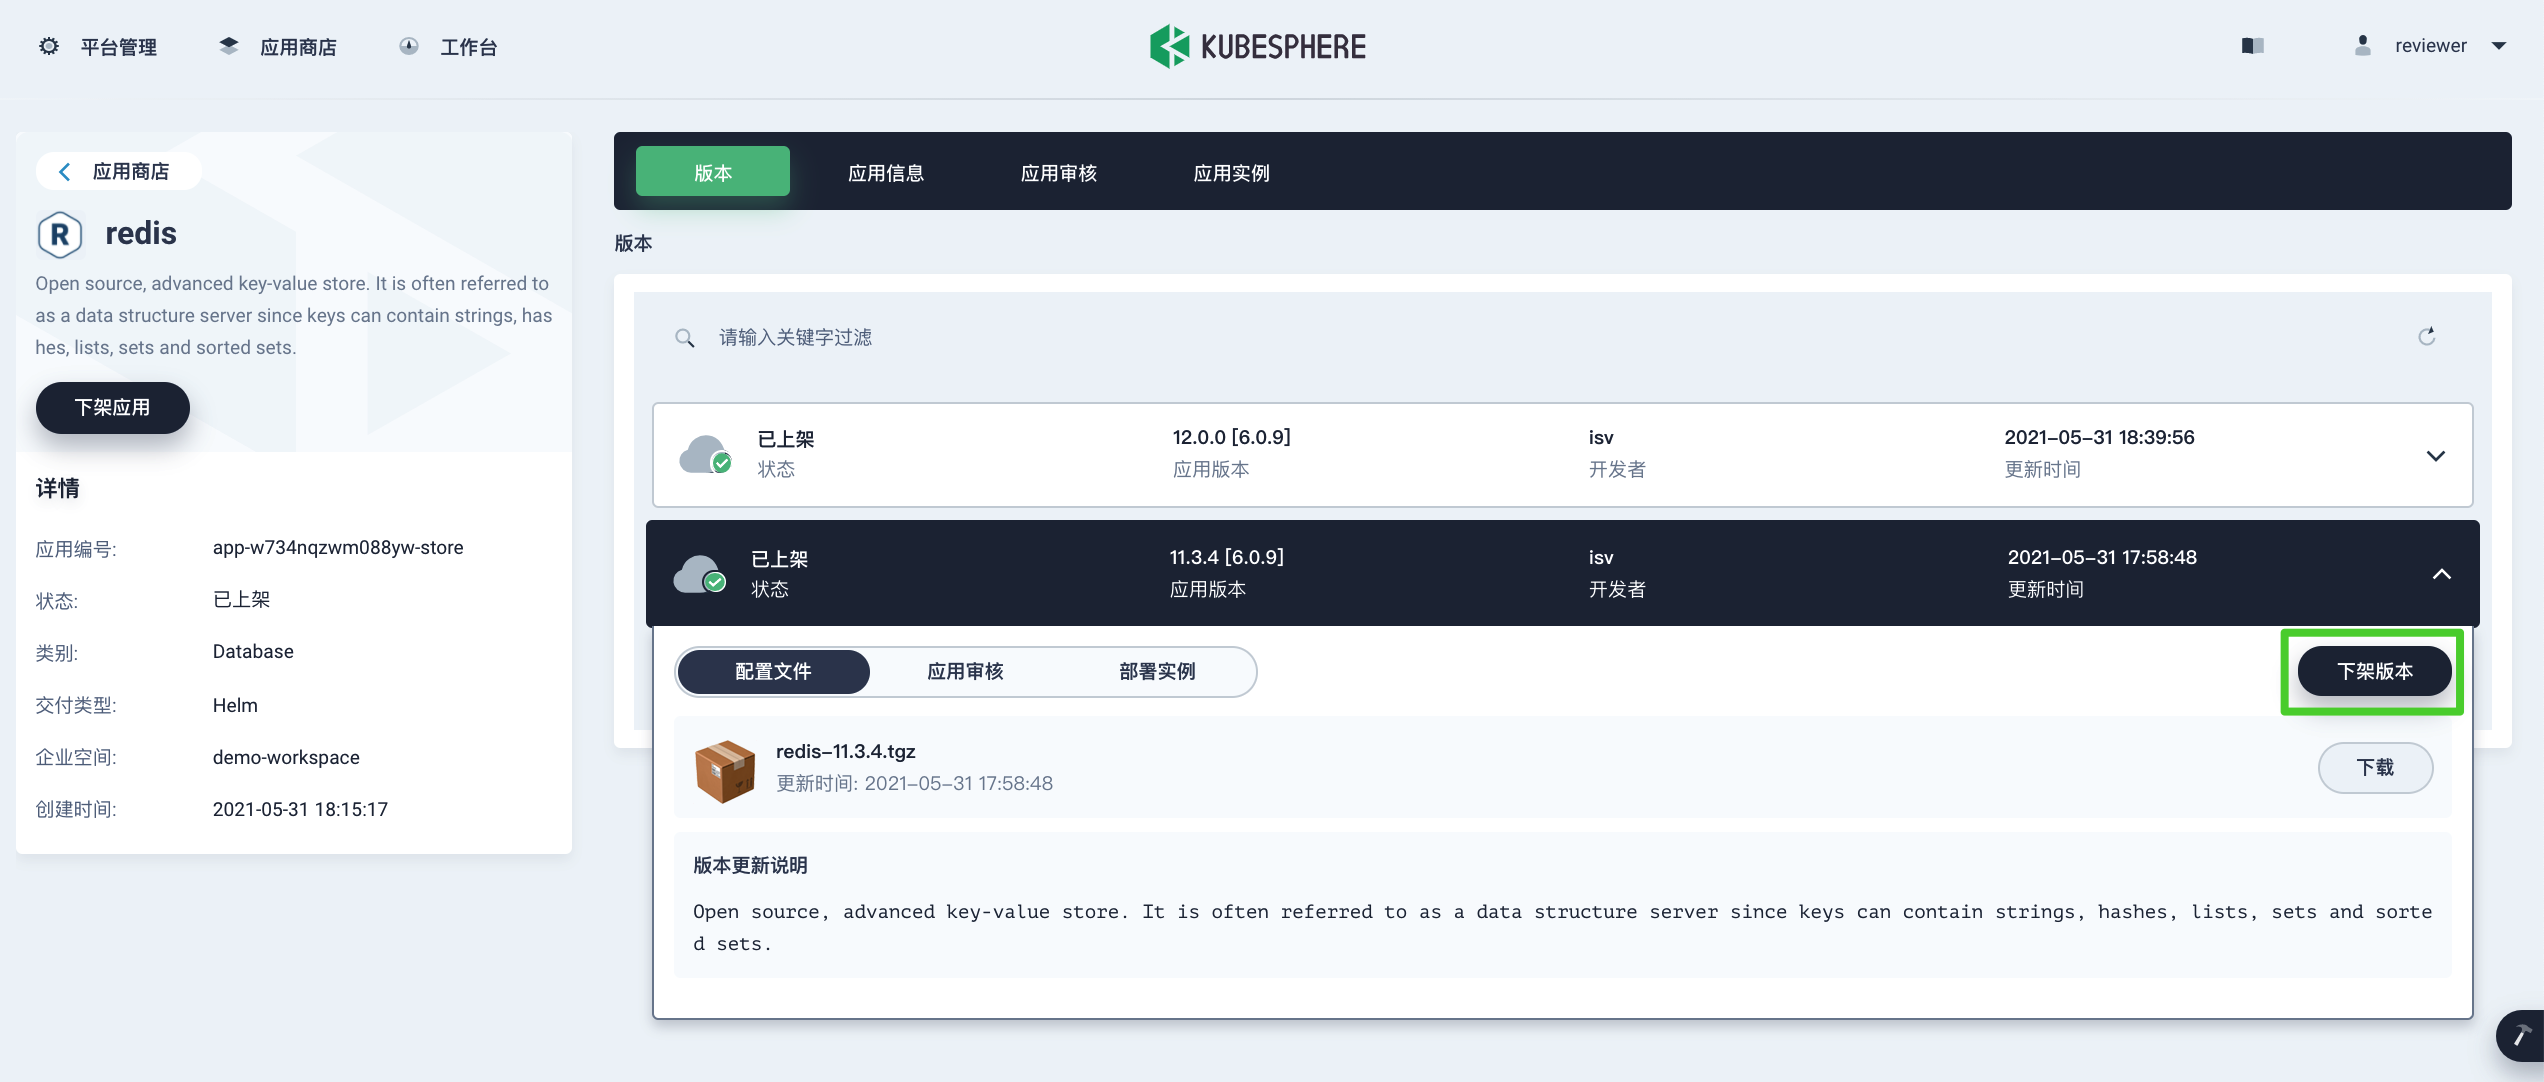 平台管理
应用商店
工作台
KUBESPHERE
reviewer
应用商店
R redis
Open source, advanced key-value store. It is often referred to
as a data structure server since keys can contain strings, has
hes, lists, sets and sorted sets.
下架应用
详情
应用编号: app-w734nqzwm088yw-store
状态: 已上架
类别: Database
交付类型: Helm
企业空间: demo-workspace
创建时间: 2021-05-31 18:15:17
版本 应用信息 应用审核 应用实例
版本
请输入关键字过滤
已上架 12.0.0 [6.0.9] isv 2021-05-31 18:39:56
状态 应用版本 开发者 更新时间
已上架 11.3.4 [6.0.9] isv 2021-05-31 17:58:48
状态 应用版本 开发者 更新时间
配置文件 应用审核 部署实例 下架版本
redis-11.3.4.tgz
更新时间: 2021-05-31 17:58:48
下载
版本更新说明
Open source, advanced key-value store. It is often referred to as a data structure server since keys can contain strings, hashes, lists, sets and sorte
d sets.